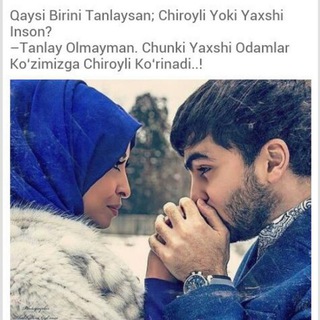 Qaysi Birini Tanlaysan; Chiroyli Yoki Yaxshi
Inson?
–Tanlay Olmayman. Chunki Yaxshi Odamlar
Ko'zimizga Chiroyli Ko'rinadi..!